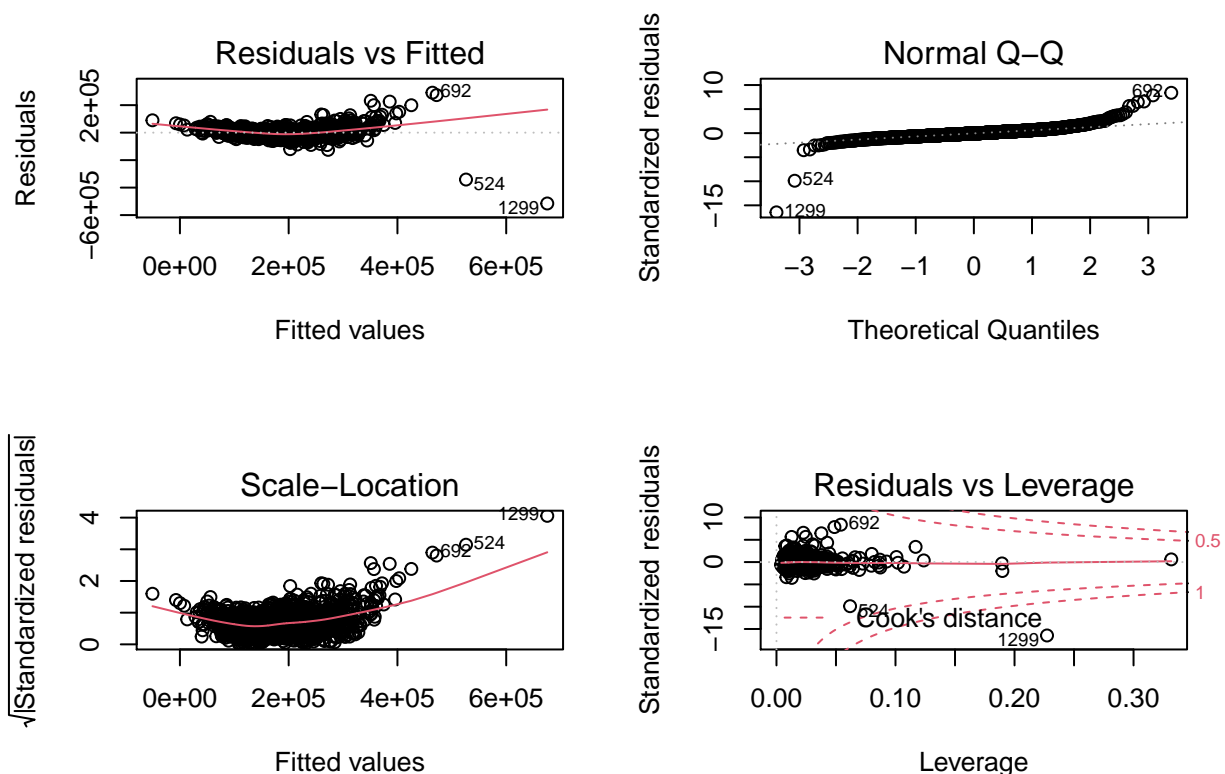 Residuals vs Fitted
Residuals
−6e+05 2e+05
692
524
1299
0e+00 2e+05 4e+05 6e+05
Fitted values
Normal Q−Q
Standardized residuals
−15 0 10
692
524
1299
−3 −2 −1 0 1 2 3
Theoretical Quantiles
Scale−Location
√|Standardized residuals|
0 2 4
1299
692
524
0e+00 2e+05 4e+05 6e+05
Fitted values
Residuals vs Leverage
Standardized residuals
−15 0 10
692
0.5
1
524
Cook's distance
1299
0.00 0.10 0.20 0.30
Leverage